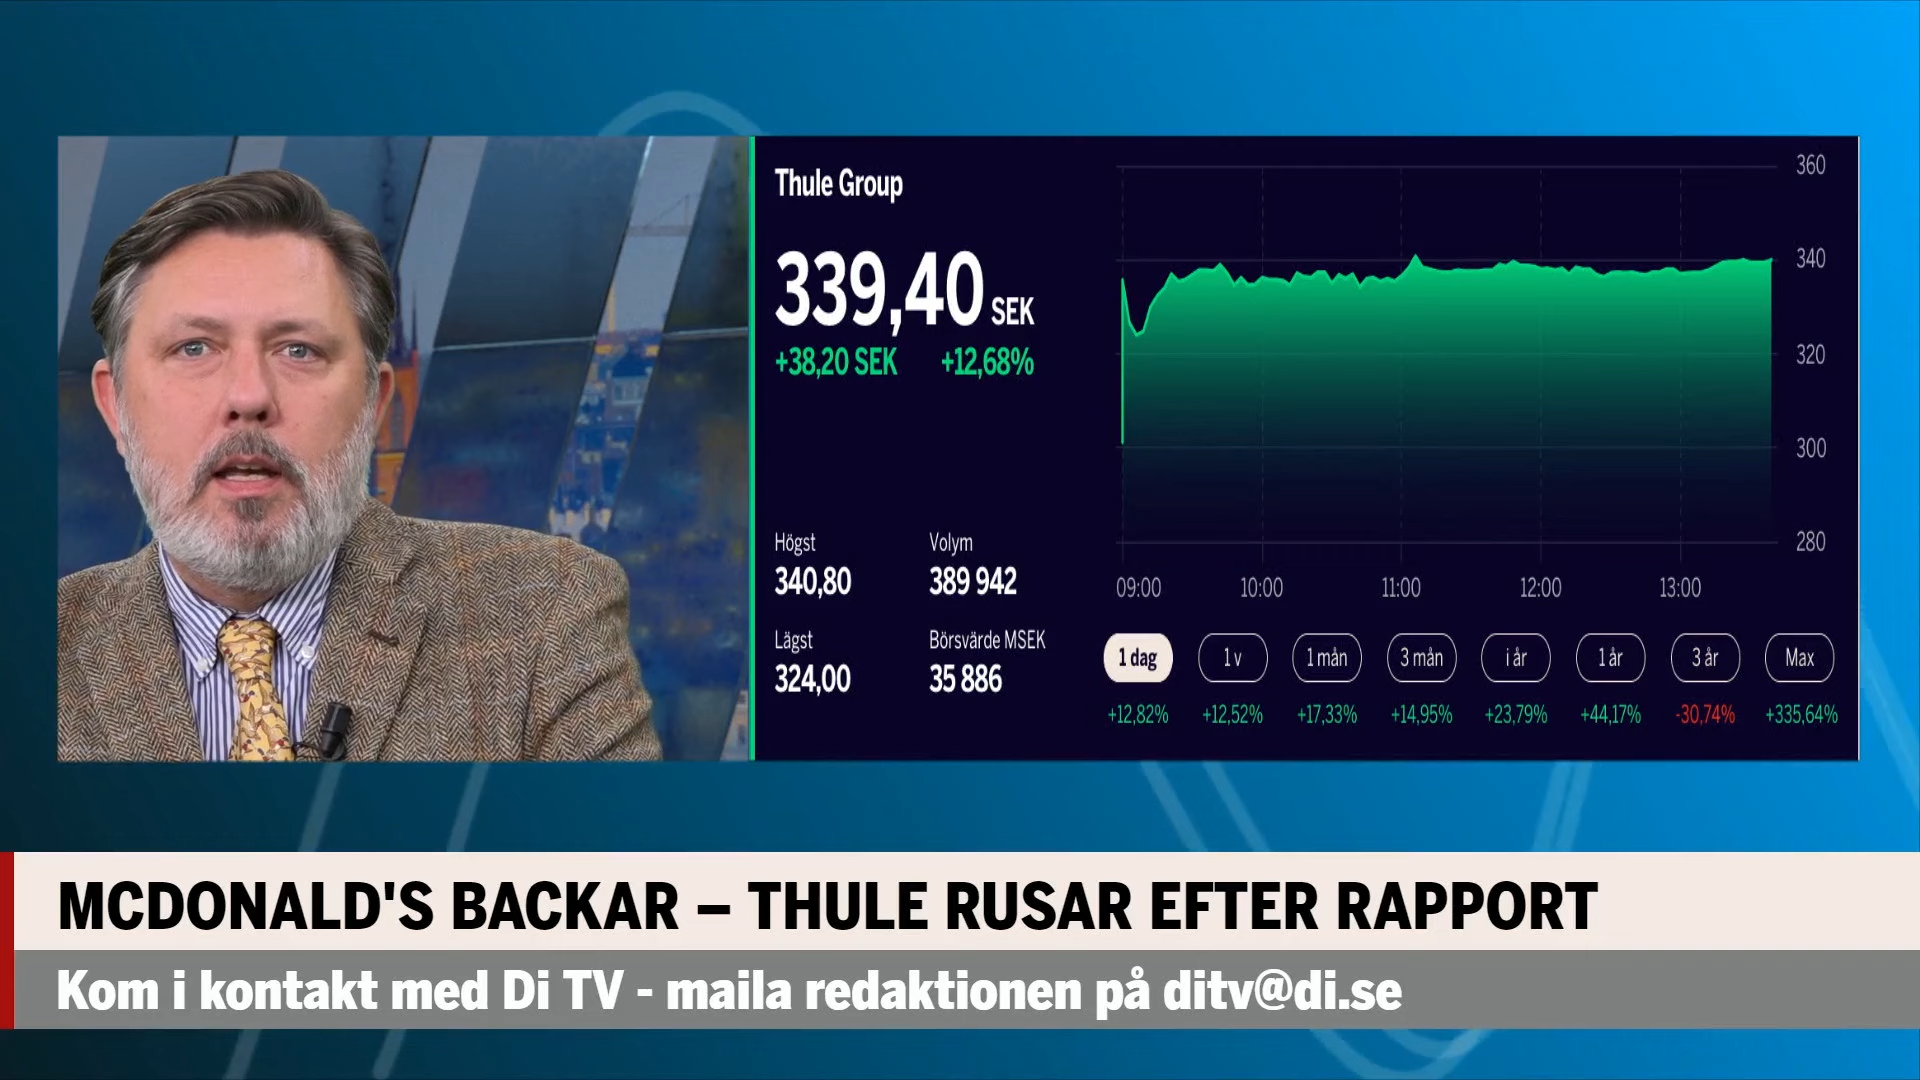 Thule Group
339,40 SEK
+38,20 SEK +12,68%
Högst Volym
340,80 389 942
Lägst Börsvärde MSEK
324,00 35 886
360
340
320
300
280
09:00 10:00 11:00 12:00 13:00
1 dag 1 v 1 mån 3 mån i år 1 år 3 år Max
+12,82% +12,52% +17,33% +14,95% +23,79% +44,17% -30,74% +335,64%
MCDONALD'S BACKAR – THULE RUSAR EFTER RAPPORT
Kom i kontakt med Di TV - maila redaktionen på ditv@di.se